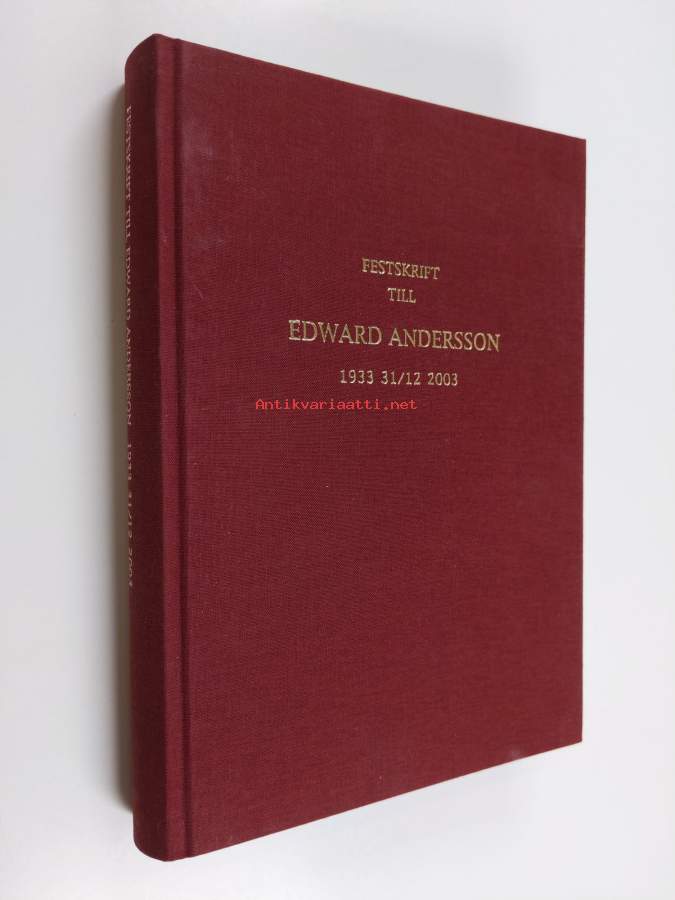 FESTSKRIFT
TILL
EDWARD ANDERSSON
1933 31/12 2003
Antikvariaatti.net
FESTSKRIFT TILL EDWARD ANDERSSON 1933 31/12 2003